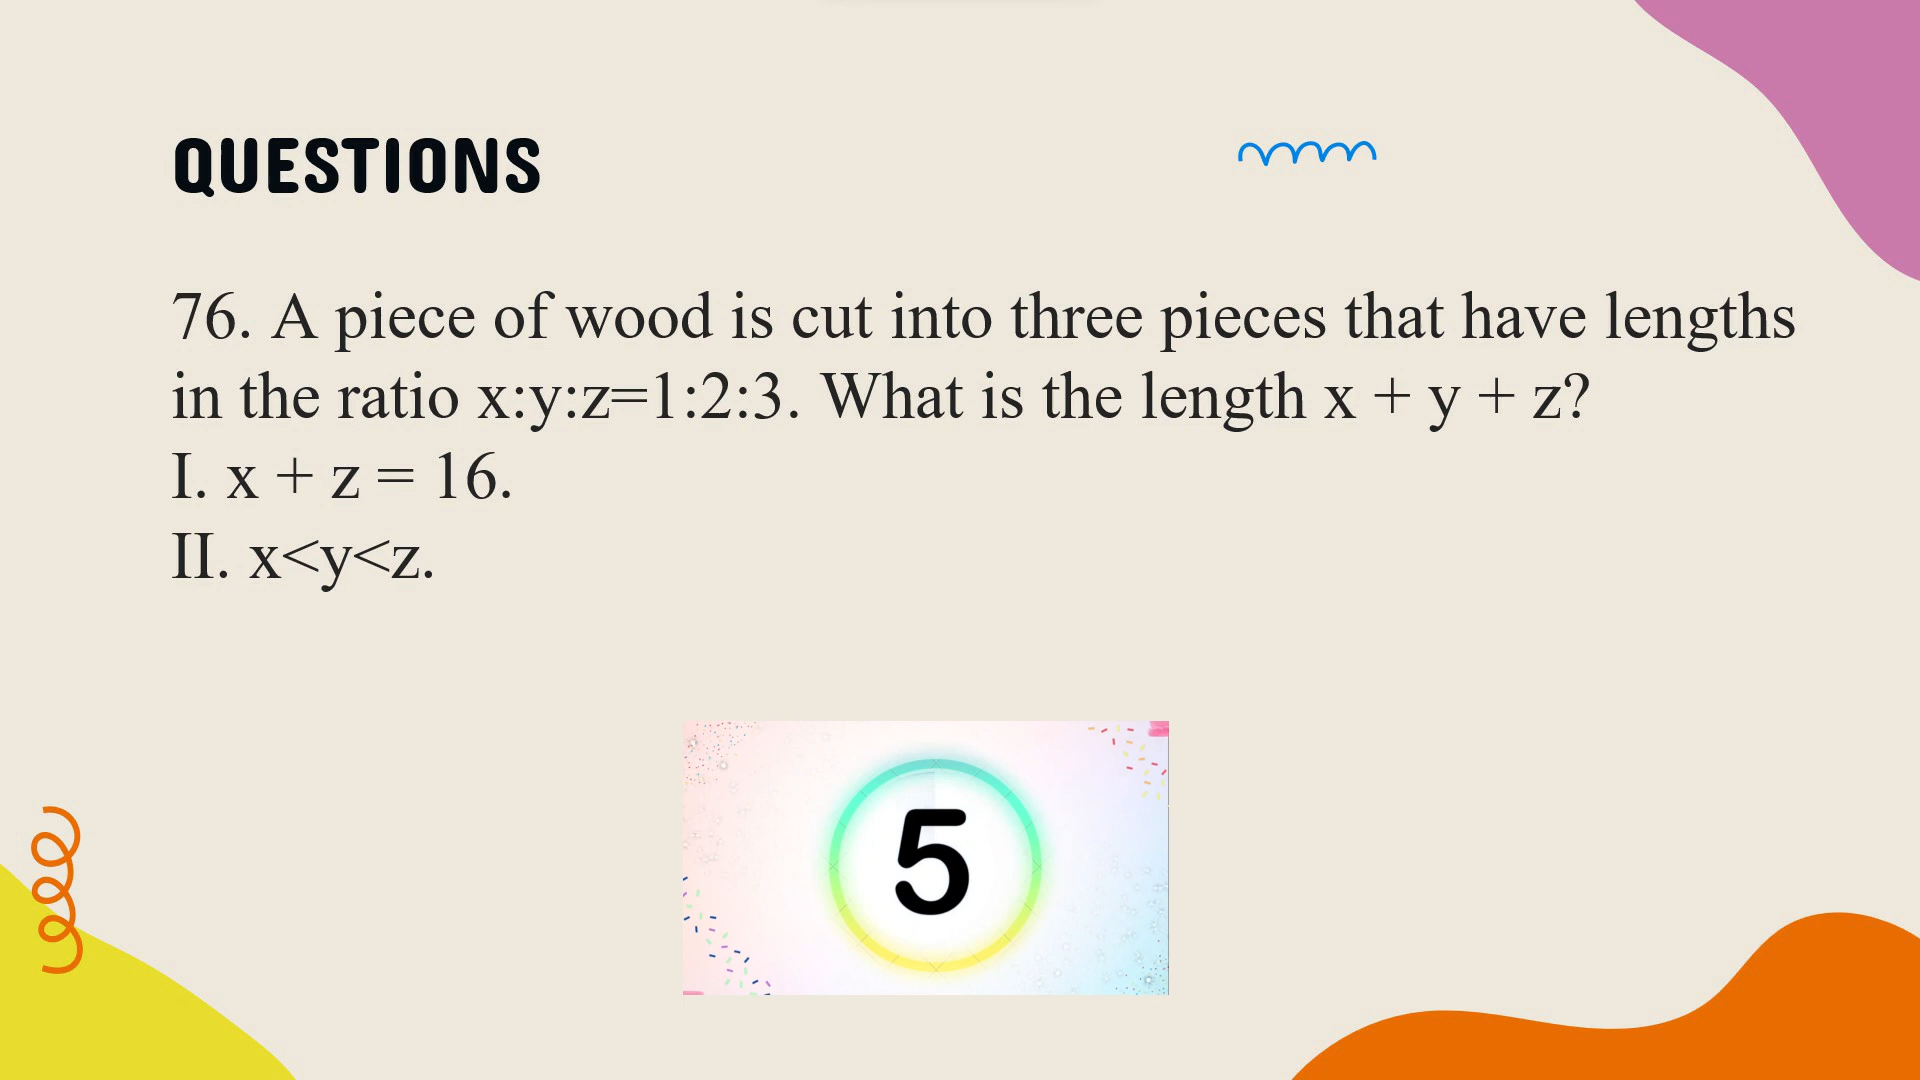 QUESTIONS
76. A piece of wood is cut into three pieces that have lengths
in the ratio x:y:z=1:2:3. What is the length x + y + z?
I. x + z = 16.
II. x<y<z.
5